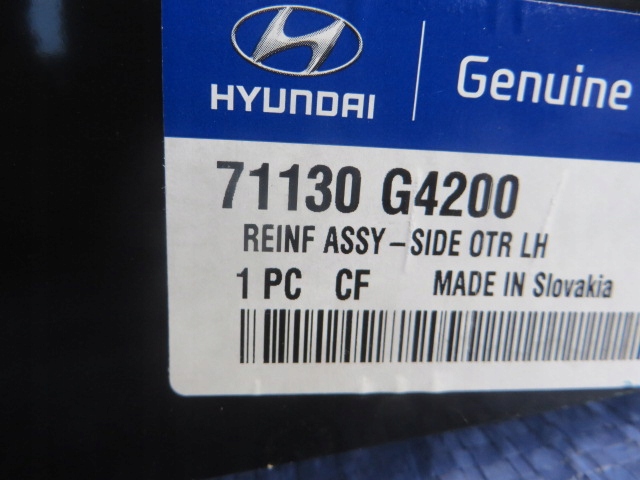 HYUNDAI Genuine
71130 G4200
REINF ASSY-SIDE OTR LH
1 PC CF MADE IN Slovakia